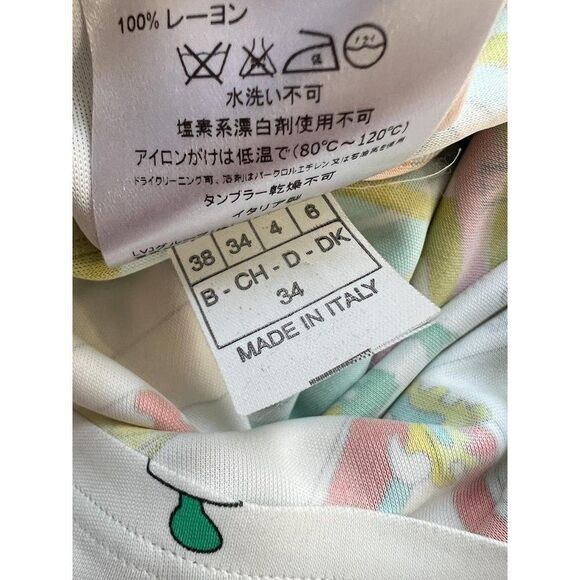 100% レーヨン
水洗い不可
塩素系漂白剤使用不可
アイロンがけは低温で(80℃~120℃)
ドライクリーニング可、溶剤はパークロルエチレン又は石油系を使用
タンブラー乾燥不可
イタリア製
38 34 4 6
B - CH - D - DK
34
MADE IN ITALY